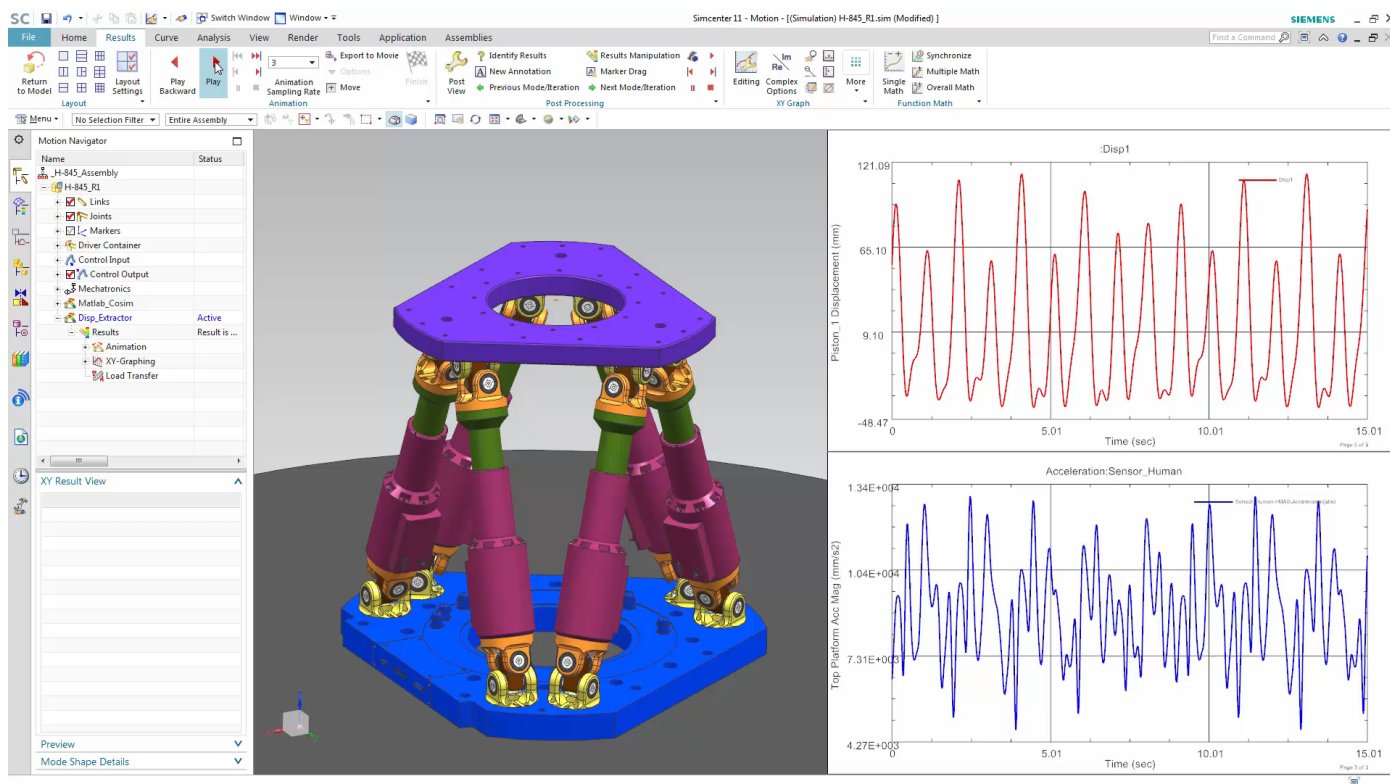 SC Switch Window Window Simcenter 11 - Motion - [(Simulation) H-845_R1.sim (Modified) ] SIEMENS
File Home Results Curve Analysis View Render Tools Application Assemblies Find a Command
Return to Model
Layout Settings
Layout
Play Backward
Play
3
Animation Sampling Rate
Export to Movie
Options
Move
Finish
Animation
Post View
Identify Results
New Annotation
Previous Mode/Iteration
Results Manipulation
Marker Drag
Next Mode/Iteration
Post Processing
Editing
Complex Options
More
XY Graph
Single Math
Synchronize
Multiple Math
Overall Math
Function Math
Menu No Selection Filter Entire Assembly
Motion Navigator
Name Status
_H-845_Assembly
H-845_R1
Links
Joints
Markers
Driver Container
Control Input
Control Output
Mechatronics
Matlab_Cosim
Disp_Extractor Active
Results Result is ...
Animation
XY-Graphing
Load Transfer
XY Result View
Preview
Mode Shape Details
:Disp1
121.09
65.10
9.10
-48.47
Piston_1 Displacement (mm)
Disp1
0 5.01 10.01 15.01
Time (sec)
Page 5 of 5
Acceleration:Sensor_Human
1.34E+004
1.04E+004
7.31E+003
4.27E+003
Top Platform Acc Mag (mm/s2)
0 5.01 10.01 15.01
Time (sec)